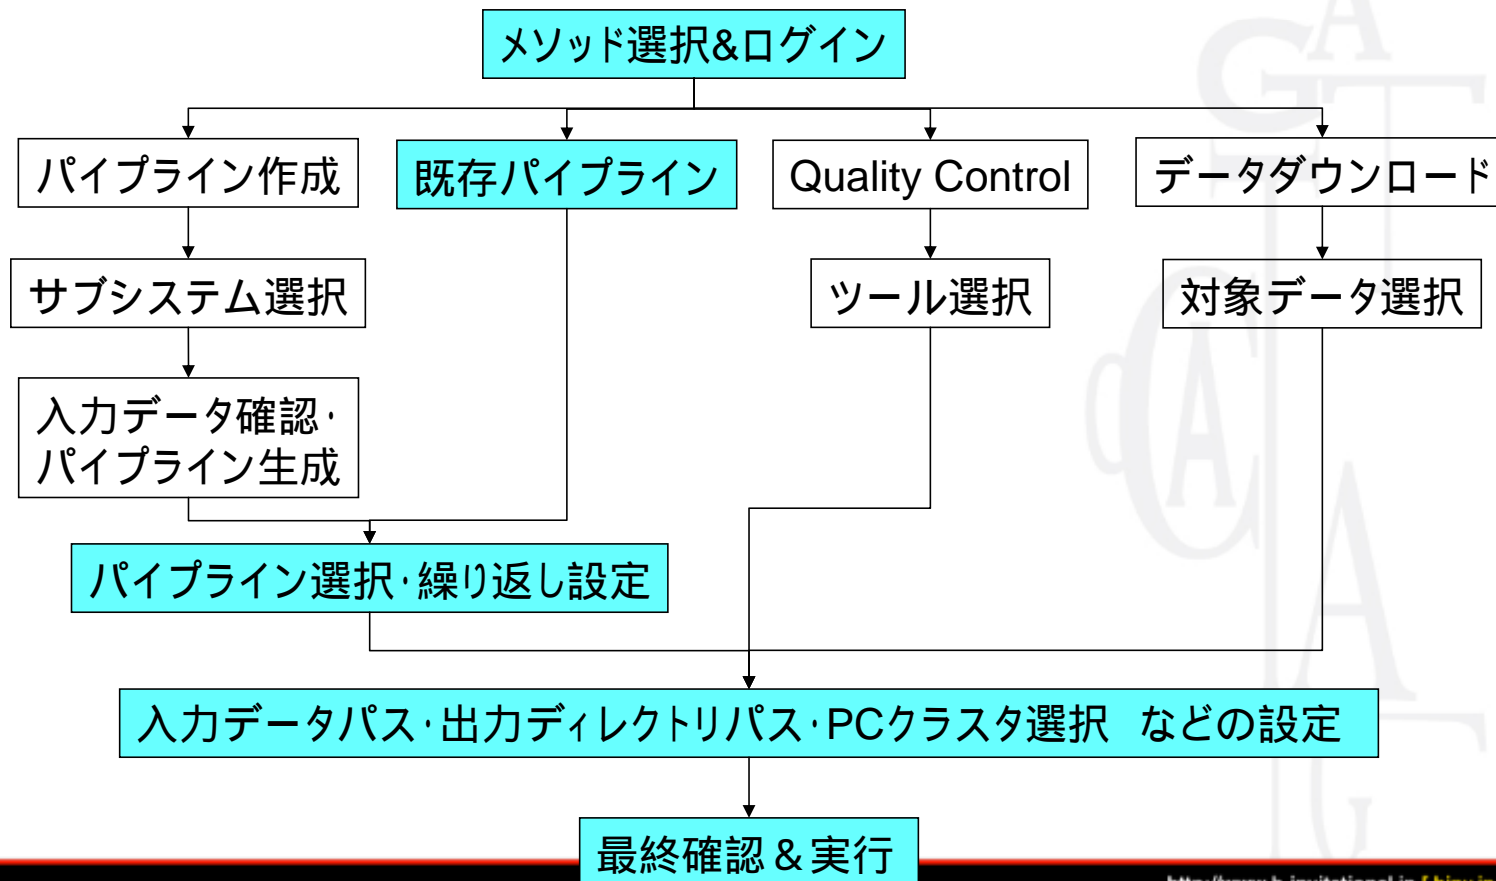 メソッド選択&ログイン
パイプライン作成
既存パイプライン
Quality Control
データダウンロード
サブシステム選択
ツール選択
対象データ選択
入力データ確認・
パイプライン生成
パイプライン選択・繰り返し設定
入力データパス・出力ディレクトリパス・PCクラスタ選択　などの設定
最終確認＆実行
G
A
T
C
C
A
A
G